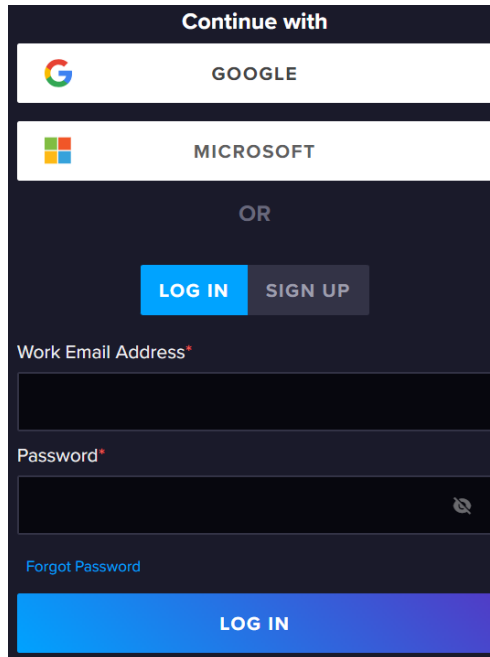 Continue with
GOOGLE
MICROSOFT
OR
LOG IN SIGN UP
Work Email Address*
Password*
Forgot Password
LOG IN